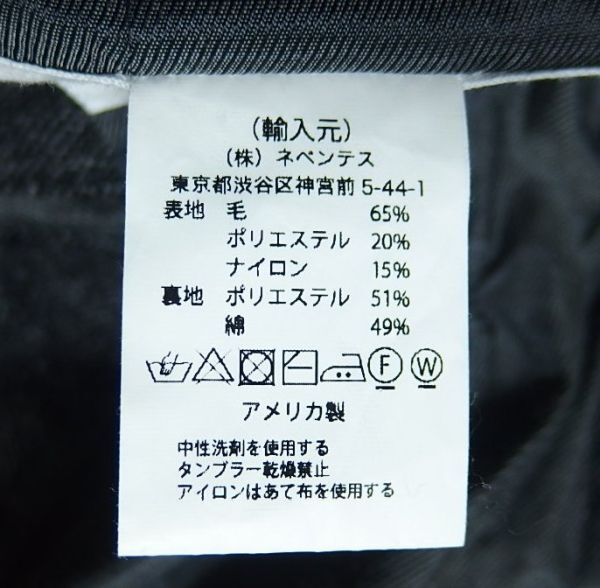 （輸入元）
（株）ネペンテス
東京都渋谷区神宮前 5-44-1
表地 毛 65%
ポリエステル 20%
ナイロン 15%
裏地 ポリエステル 51%
綿 49%
F W
アメリカ製
中性洗剤を使用する
タンブラー乾燥禁止
アイロンはあて布を使用する